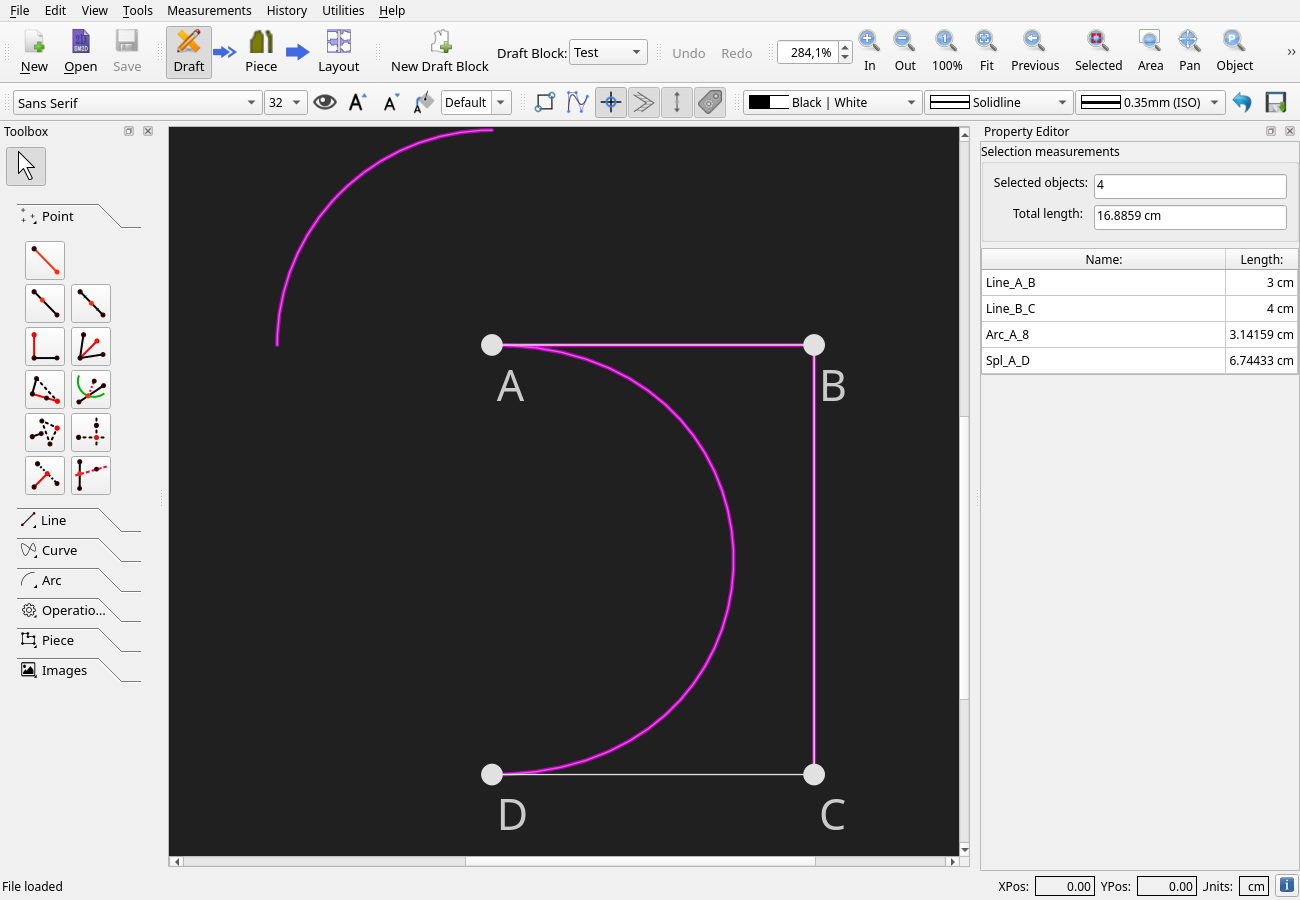 File Edit View Tools Measurements History Utilities Help
New Open Save Draft Piece Layout New Draft Block Draft Block: Test Undo Redo 284,1% In Out 100% Fit Previous Selected Area Pan Object
Sans Serif 32 Default Black | White Solidline 0.35mm (ISO)
Toolbox
Point
Line
Curve
Arc
Operatio...
Piece
Images
A
B
D
C
Property Editor
Selection measurements
Selected objects: 4
Total length: 16.8859 cm
Name: Length:
Line_A_B 3 cm
Line_B_C 4 cm
Arc_A_8 3.14159 cm
Spl_A_D 6.74433 cm
File loaded
XPos: 0.00 YPos: 0.00 Units: cm